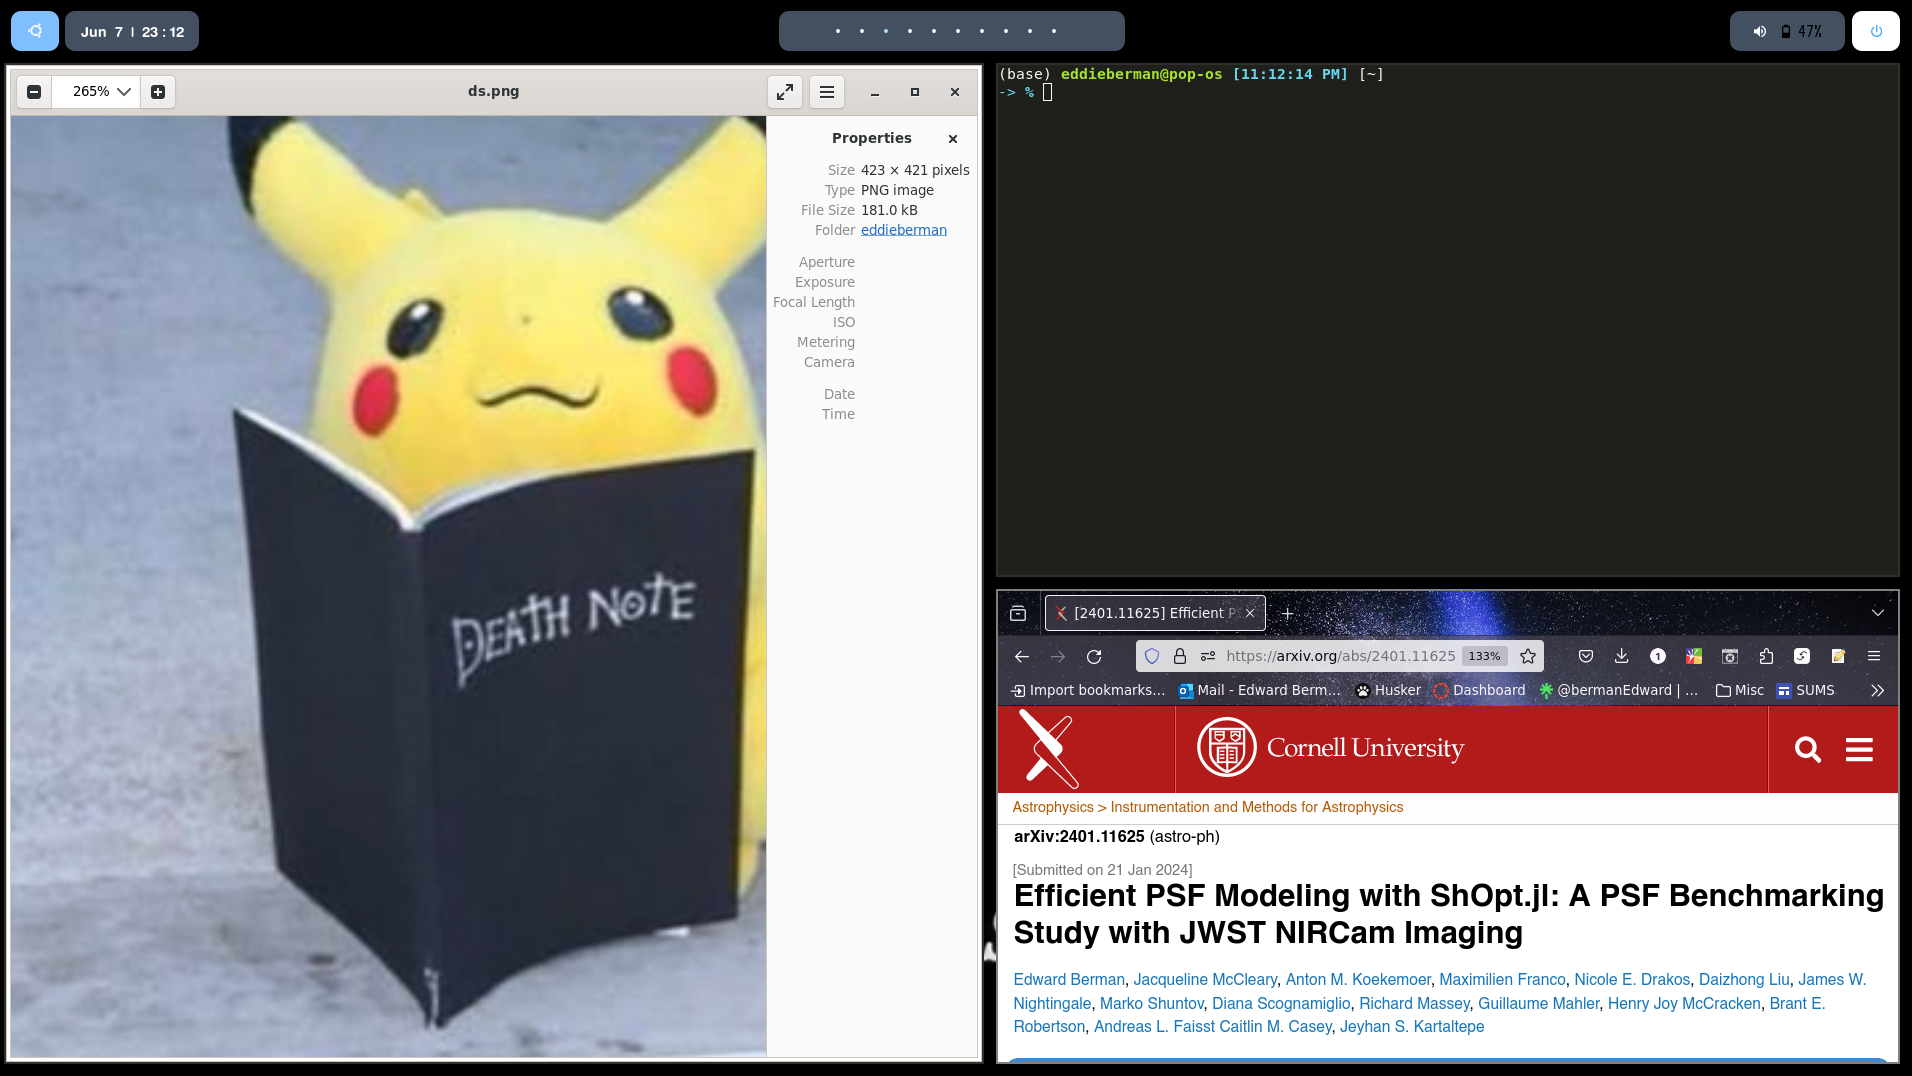 Jun 7 | 23:12
47%
265%
ds.png
DEATH NOTE
Properties
Size 423 × 421 pixels
Type PNG image
File Size 181.0 kB
Folder eddieberman
Aperture
Exposure
Focal Length
ISO
Metering
Camera
Date
Time
(base) eddieberman@pop-os [11:12:14 PM] [~]
-> %
[2401.11625] Efficient PS
https://arxiv.org/abs/2401.11625 133%
1
Import bookmarks… Mail - Edward Berm… Husker Dashboard @bermanEdward | … Misc SUMS
Cornell University
Astrophysics > Instrumentation and Methods for Astrophysics
arXiv:2401.11625 (astro-ph)
[Submitted on 21 Jan 2024]
Efficient PSF Modeling with ShOpt.jl: A PSF Benchmarking
Study with JWST NIRCam Imaging
Edward Berman, Jacqueline McCleary, Anton M. Koekemoer, Maximilien Franco, Nicole E. Drakos, Daizhong Liu, James W.
Nightingale, Marko Shuntov, Diana Scognamiglio, Richard Massey, Guillaume Mahler, Henry Joy McCracken, Brant E.
Robertson, Andreas L. Faisst Caitlin M. Casey, Jeyhan S. Kartaltepe